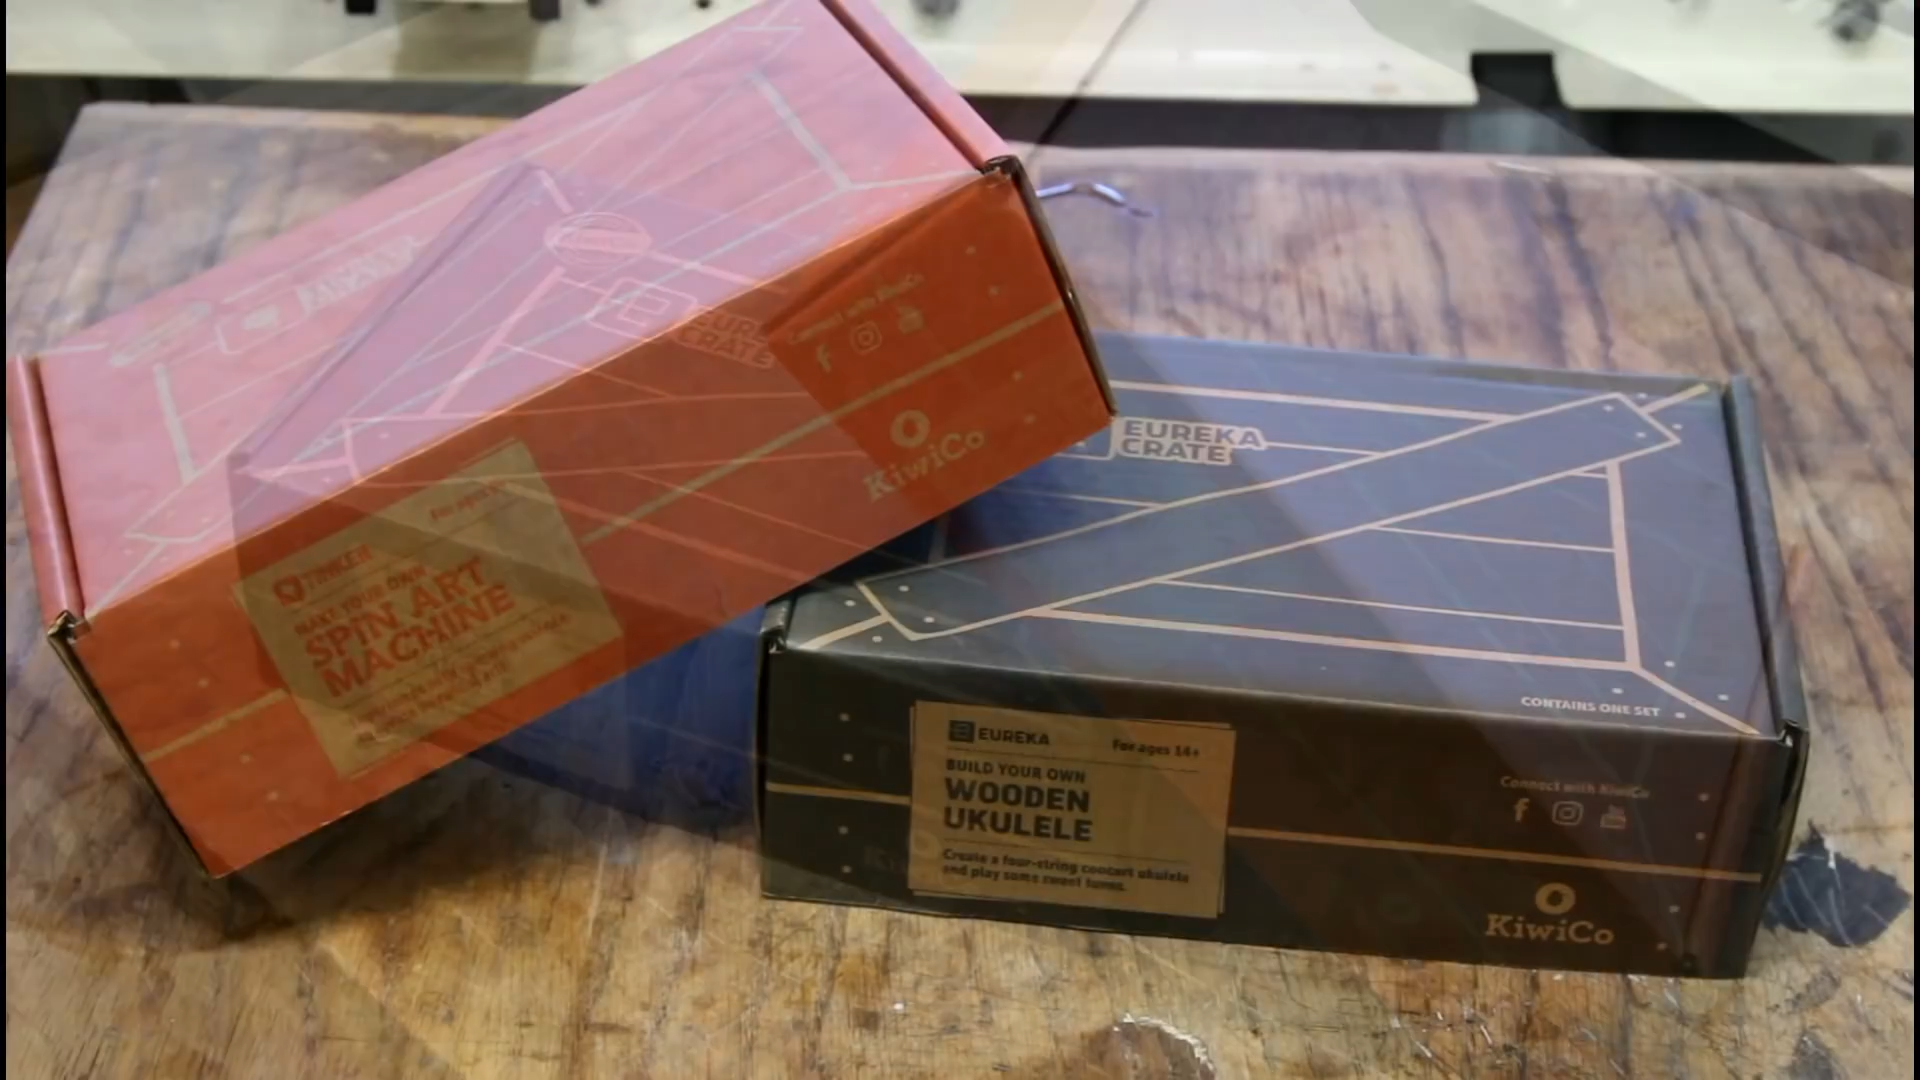 EUREKA
CRATE
CONTAINS ONE SET
Connect with KiwiCo
KiwiCo
TINKER
For ages
MAKE YOUR OWN
SPIN ART
MACHINE
EUREKA
For ages 14+
BUILD YOUR OWN
WOODEN
UKULELE
Create a four-string concert ukulele
and play some sweet tunes.
Connect with KiwiCo
KiwiCo